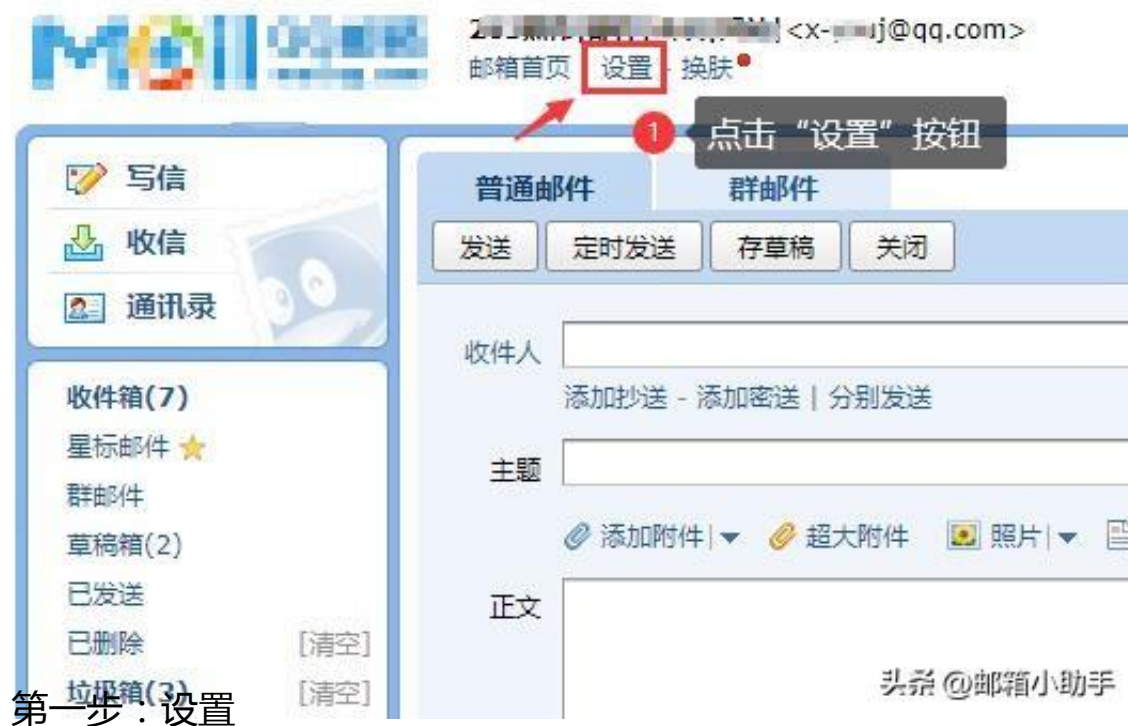 <x-
j@qq.com>
邮箱首页 设置 - 换肤
1 点击“设置”按钮
写信
收信
通讯录
普通邮件 群邮件
发送 定时发送 存草稿 关闭
收件人
添加抄送 - 添加密送 | 分别发送
主题
添加附件| 超大附件 照片|
正文
收件箱(7)
星标邮件
群邮件
草稿箱(2)
已发送
已删除 [清空]
垃圾箱(3) [清空]
头条 @邮箱小助手
第一步：设置